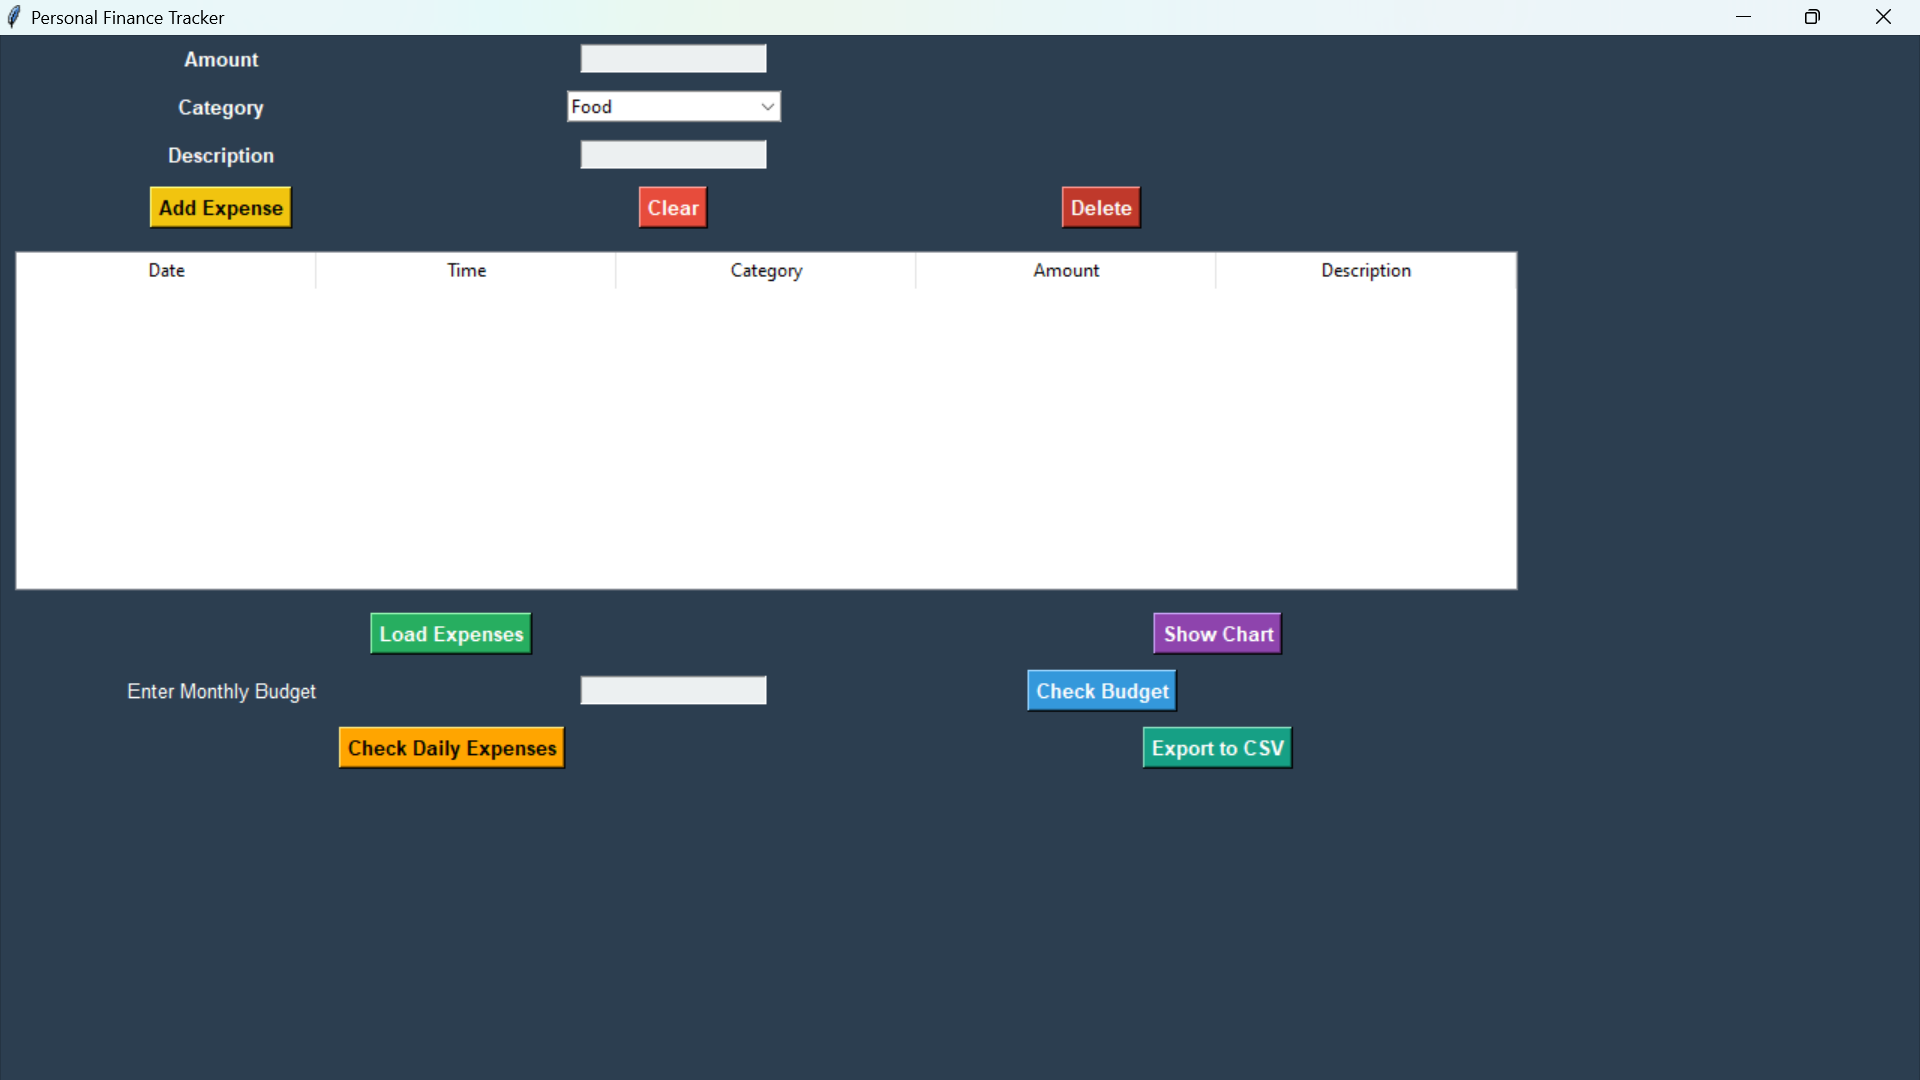 Personal Finance Tracker
Amount
Category Food
Description
Add Expense Clear Delete
Date Time Category Amount Description
Load Expenses Show Chart
Enter Monthly Budget Check Budget
Check Daily Expenses Export to CSV